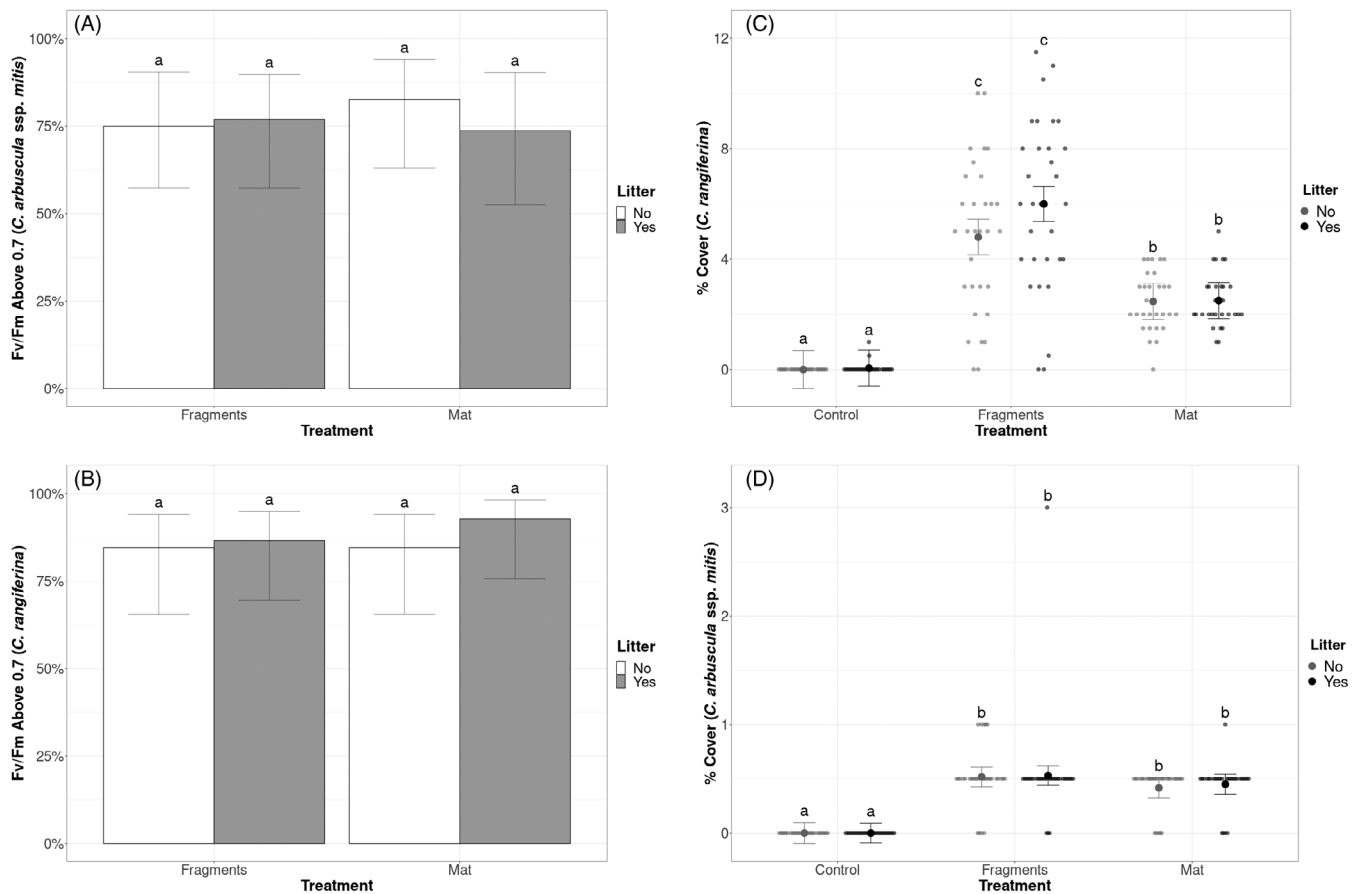 (A)
Fv/Fm Above 0.7 (C. arbuscula ssp. mitis)
100%
75%
50%
25%
0%
a
a
a
a
Fragments
Mat
Treatment
Litter
No
Yes
(C)
% Cover (C. rangiferina)
12
8
4
0
a
a
c
c
b
b
Control
Fragments
Mat
Treatment
Litter
No
Yes
(B)
Fv/Fm Above 0.7 (C. rangiferina)
100%
75%
50%
25%
0%
a
a
a
a
Fragments
Mat
Treatment
Litter
No
Yes
(D)
% Cover (C. arbuscula ssp. mitis)
3
2
1
0
a
a
b
b
b
b
Control
Fragments
Mat
Treatment
Litter
No
Yes